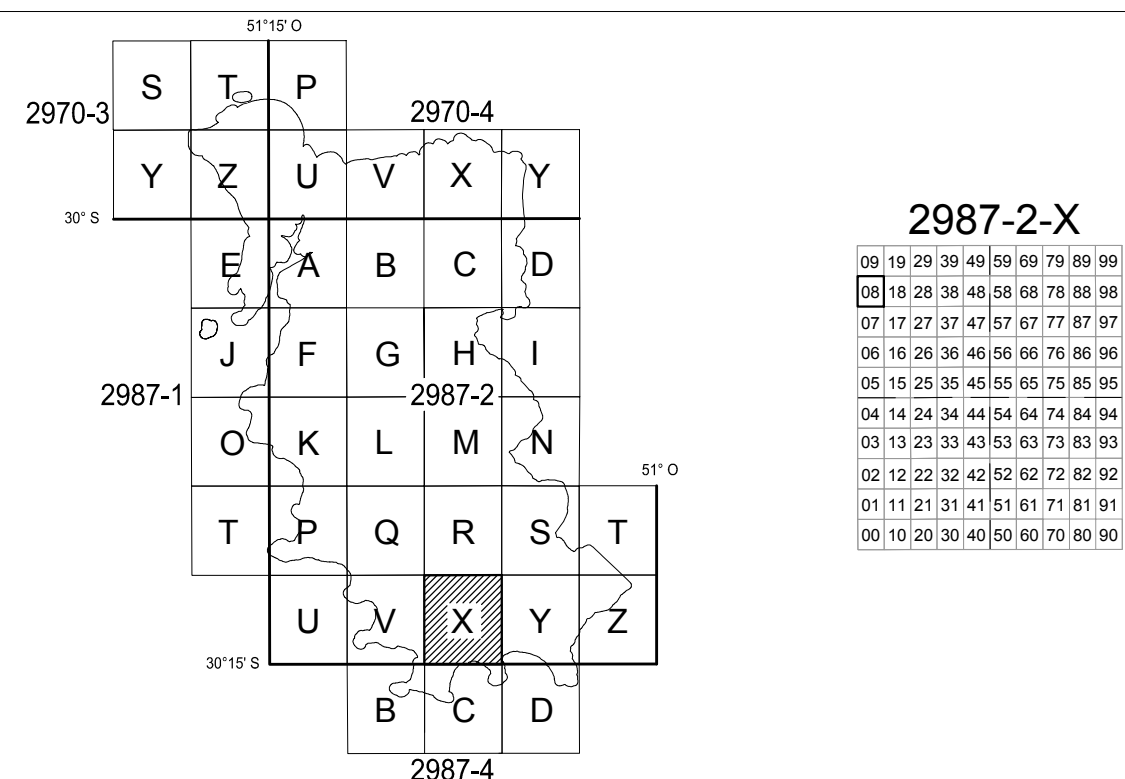 51°15' O
S T P
2970-3 2970-4
Y Z U V X Y
30° S
E A B C D
J F G H I
2987-1 2987-2
O K L M N
51° O
T P Q R S T
U V X Y Z
30°15' S
B C D
2987-4
2987-2-X
09 19 29 39 49 59 69 79 89 99
08 18 28 38 48 58 68 78 88 98
07 17 27 37 47 57 67 77 87 97
06 16 26 36 46 56 66 76 86 96
05 15 25 35 45 55 65 75 85 95
04 14 24 34 44 54 64 74 84 94
03 13 23 33 43 53 63 73 83 93
02 12 22 32 42 52 62 72 82 92
01 11 21 31 41 51 61 71 81 91
00 10 20 30 40 50 60 70 80 90